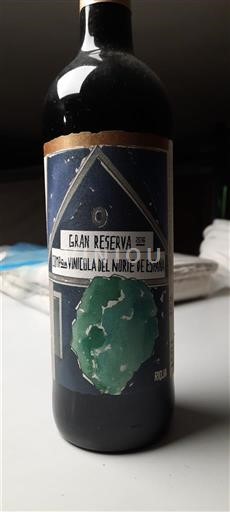 GRAN RESERVA
VINICOLA DEL NORTE DE ESPAÑA
RIOJA